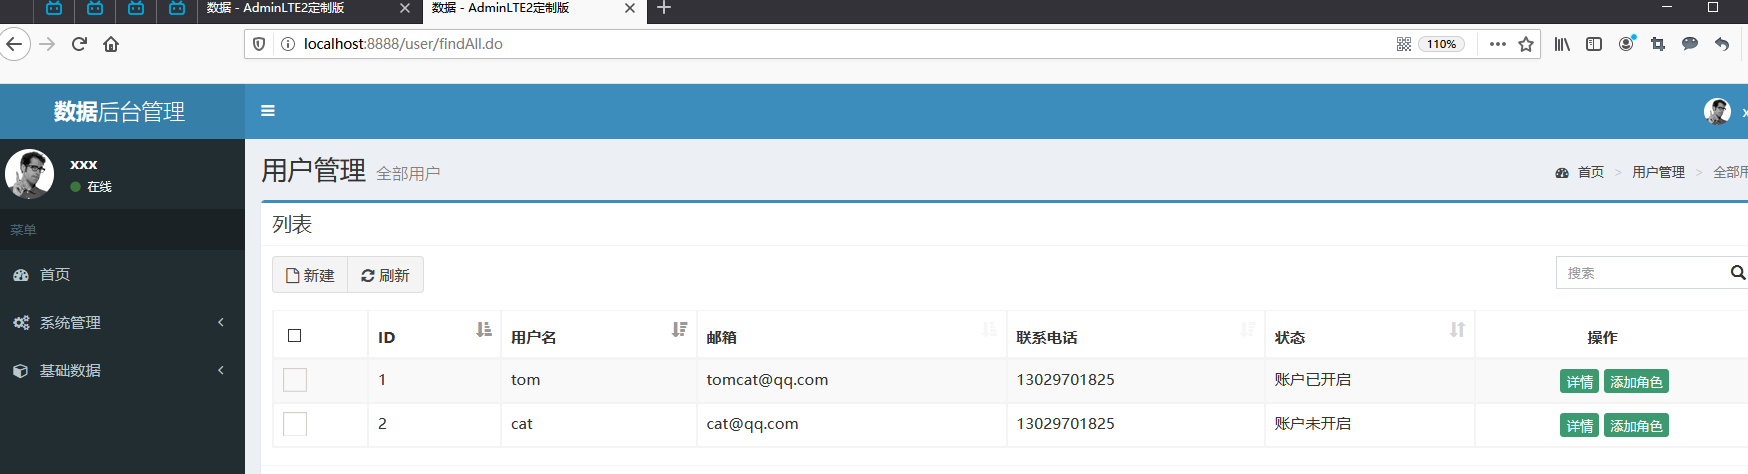 数据 - AdminLTE2定制版
数据 - AdminLTE2定制版
localhost:8888/user/findAll.do
110%
数据后台管理
x
xxx
在线
用户管理 全部用户
首页 > 用户管理 > 全部用
菜单
列表
首页
新建 刷新
搜索
系统管理
ID 用户名 邮箱 联系电话 状态 操作
基础数据
1 tom tomcat@qq.com 13029701825 账户已开启 详情 添加角色
2 cat cat@qq.com 13029701825 账户未开启 详情 添加角色